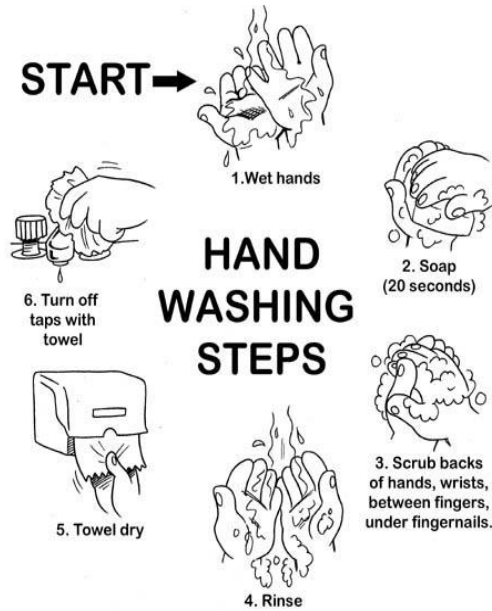 START
1.Wet hands
2. Soap
(20 seconds)
3. Scrub backs
of hands, wrists,
between fingers,
under fingernails.
4. Rinse
5. Towel dry
6. Turn off
taps with
towel
HAND
WASHING
STEPS